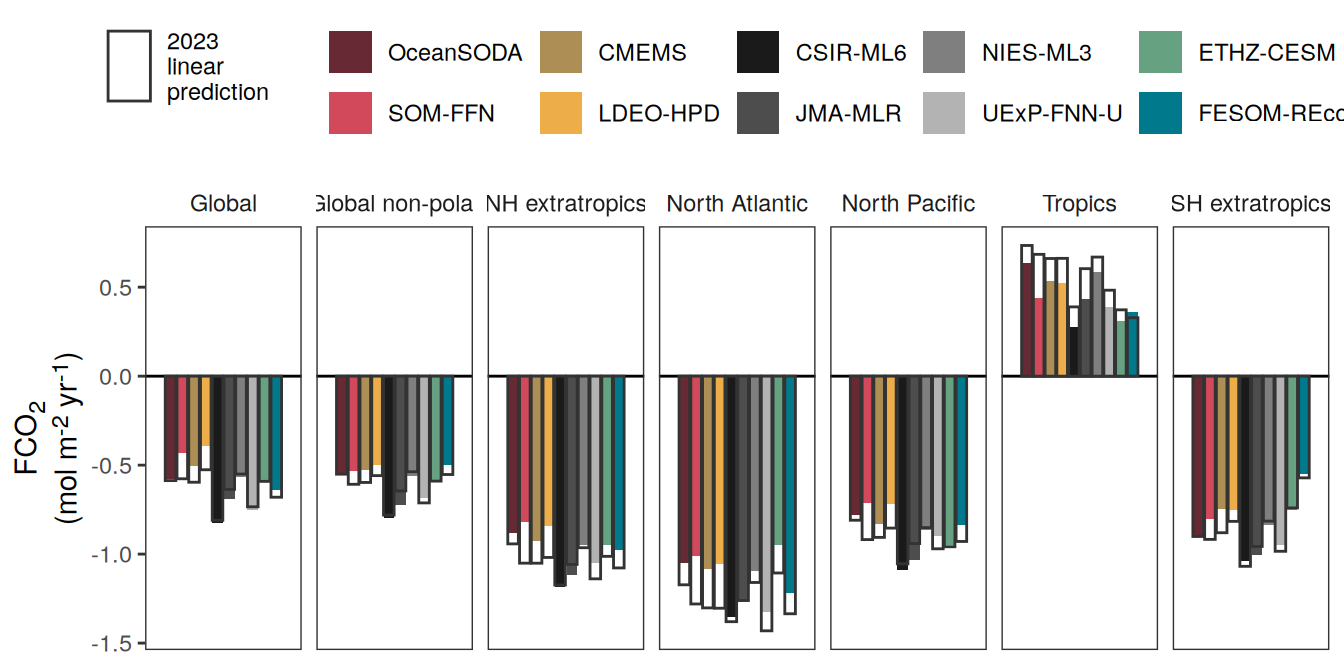 2023
linear
prediction
OceanSODA
CMEMS
CSIR-ML6
NIES-ML3
ETHZ-CESM
SOM-FFN
LDEO-HPD
JMA-MLR
UExP-FNN-U
FESOM-REco
Global
Global non-pola
NH extratropics
North Atlantic
North Pacific
Tropics
SH extratropics
0.5
0.0
-0.5
-1.0
-1.5
FCO₂
(mol m⁻² yr⁻¹)